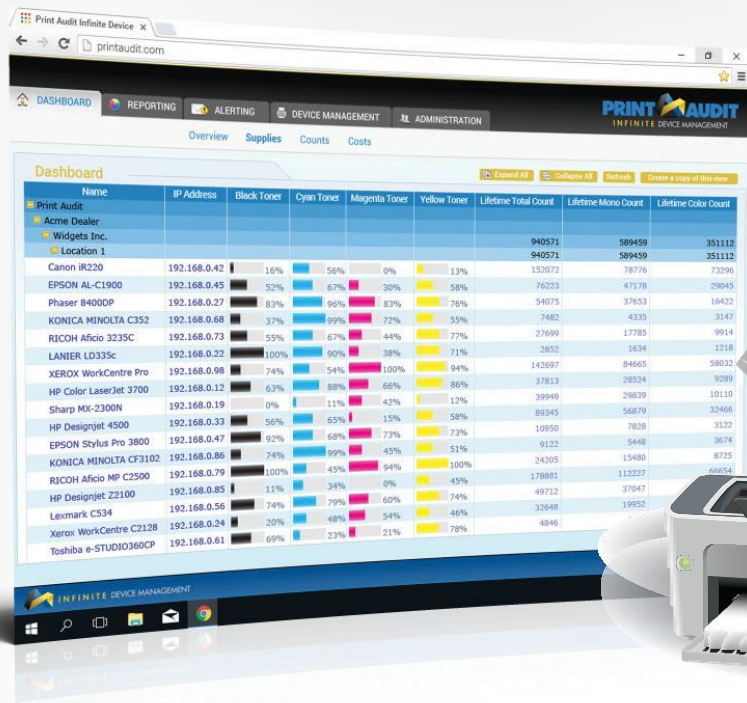 Print Audit Infinite Device
printaudit.com
DASHBOARD REPORTING ALERTING DEVICE MANAGEMENT ADMINISTRATION
PRINT AUDIT
INFINITE DEVICE MANAGEMENT
Overview Supplies Counts Costs
Dashboard Expand All Collapse All Refresh Create a copy of this view
Name IP Address Black Toner Cyan Toner Magenta Toner Yellow Toner Lifetime Total Count Lifetime Mono Count Lifetime Color Count
Print Audit
Acme Dealer
Widgets Inc. 940571 589459 351112
Location 1 940571 589459 351112
Canon iR220 192.168.0.42 16% 56% 0% 13% 152072 78776 73296
EPSON AL-C1900 192.168.0.45 52% 67% 30% 58% 76223 47178 29045
Phaser 8400DP 192.168.0.27 83% 96% 83% 76% 54075 37653 16422
KONICA MINOLTA C352 192.168.0.68 37% 99% 72% 55% 7482 4335 3147
RICOH Aficio 3235C 192.168.0.73 55% 67% 44% 77% 27699 17785 9914
LANIER LD335c 192.168.0.22 100% 90% 38% 71% 2852 1634 1218
XEROX WorkCentre Pro 192.168.0.98 74% 54% 100% 94% 142697 84665 58032
HP Color LaserJet 3700 192.168.0.12 63% 88% 66% 86% 37813 28524 9289
Sharp MX-2300N 192.168.0.19 0% 11% 42% 12% 39949 29839 10110
HP Designjet 4500 192.168.0.33 56% 65% 15% 58% 89345 56879 32466
EPSON Stylus Pro 3800 192.168.0.47 92% 68% 73% 73% 10950 7828 3122
KONICA MINOLTA CF3102 192.168.0.86 74% 99% 45% 51% 9122 5448 3674
RICOH Aficio MP C2500 192.168.0.79 100% 45% 94% 100% 24205 15480 8725
HP Designjet Z2100 192.168.0.85 11% 34% 0% 45% 178881 112227 66654
Lexmark C534 192.168.0.56 74% 79% 60% 74% 49712 37047
Xerox WorkCentre C2128 192.168.0.24 20% 48% 54% 46% 32648 19952
Toshiba e-STUDIO360CP 192.168.0.61 69% 23% 21% 78% 4846
INFINITE DEVICE MANAGEMENT